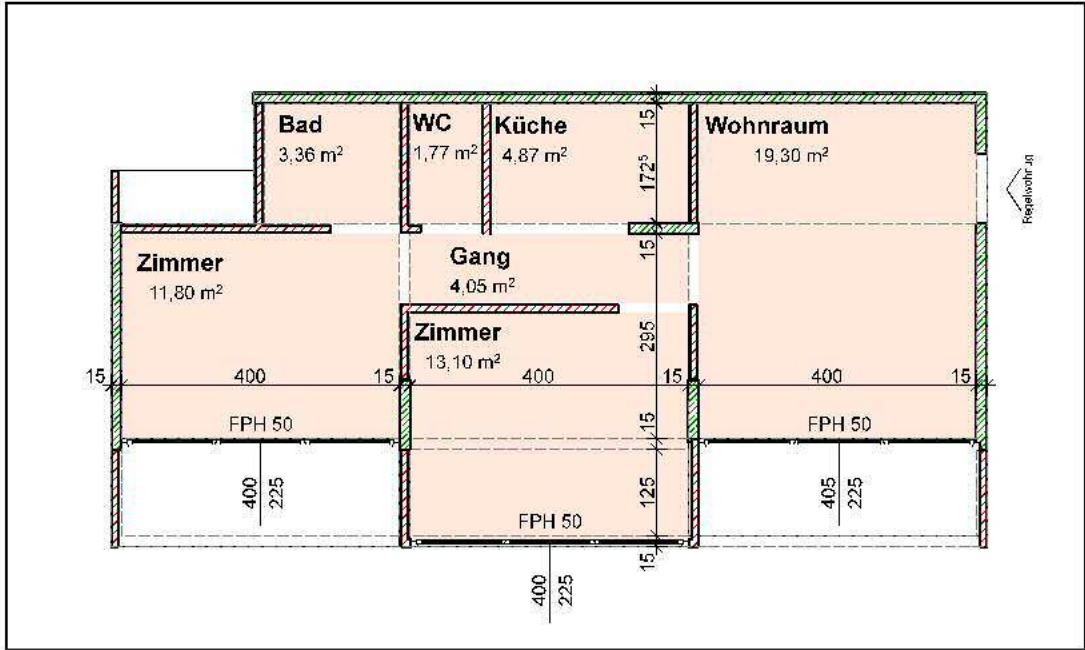 Bad
3,36 m²
WC
1,77 m²
Küche
4,87 m²
Wohnraum
19,30 m²
15
172⁵
15
295
15
125
15
Zimmer
11,80 m²
Gang
4,05 m²
Zimmer
13,10 m²
15
400
15
400
15
400
15
FPH 50
FPH 50
FPH 50
400
225
400
225
405
225